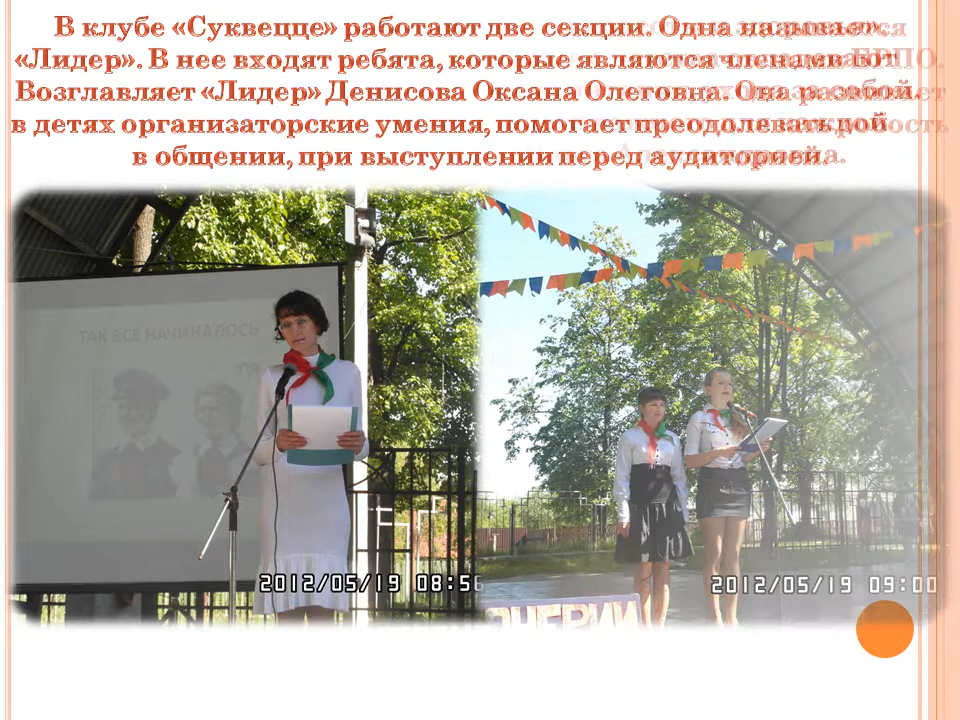 В клубе «Суквецце» работают две секции. Одна называется
«Лидер». В нее входят ребята, которые являются членами БРПО.
Возглавляет «Лидер» Денисова Оксана Олеговна. Она развивает
в детях организаторские умения, помогает преодолевать
в общении, при выступлении перед аудиторией.
ТАК ВСЕ НАЧИНАЛОСЬ
2012/05/19 08:56
2012/05/19 09:00